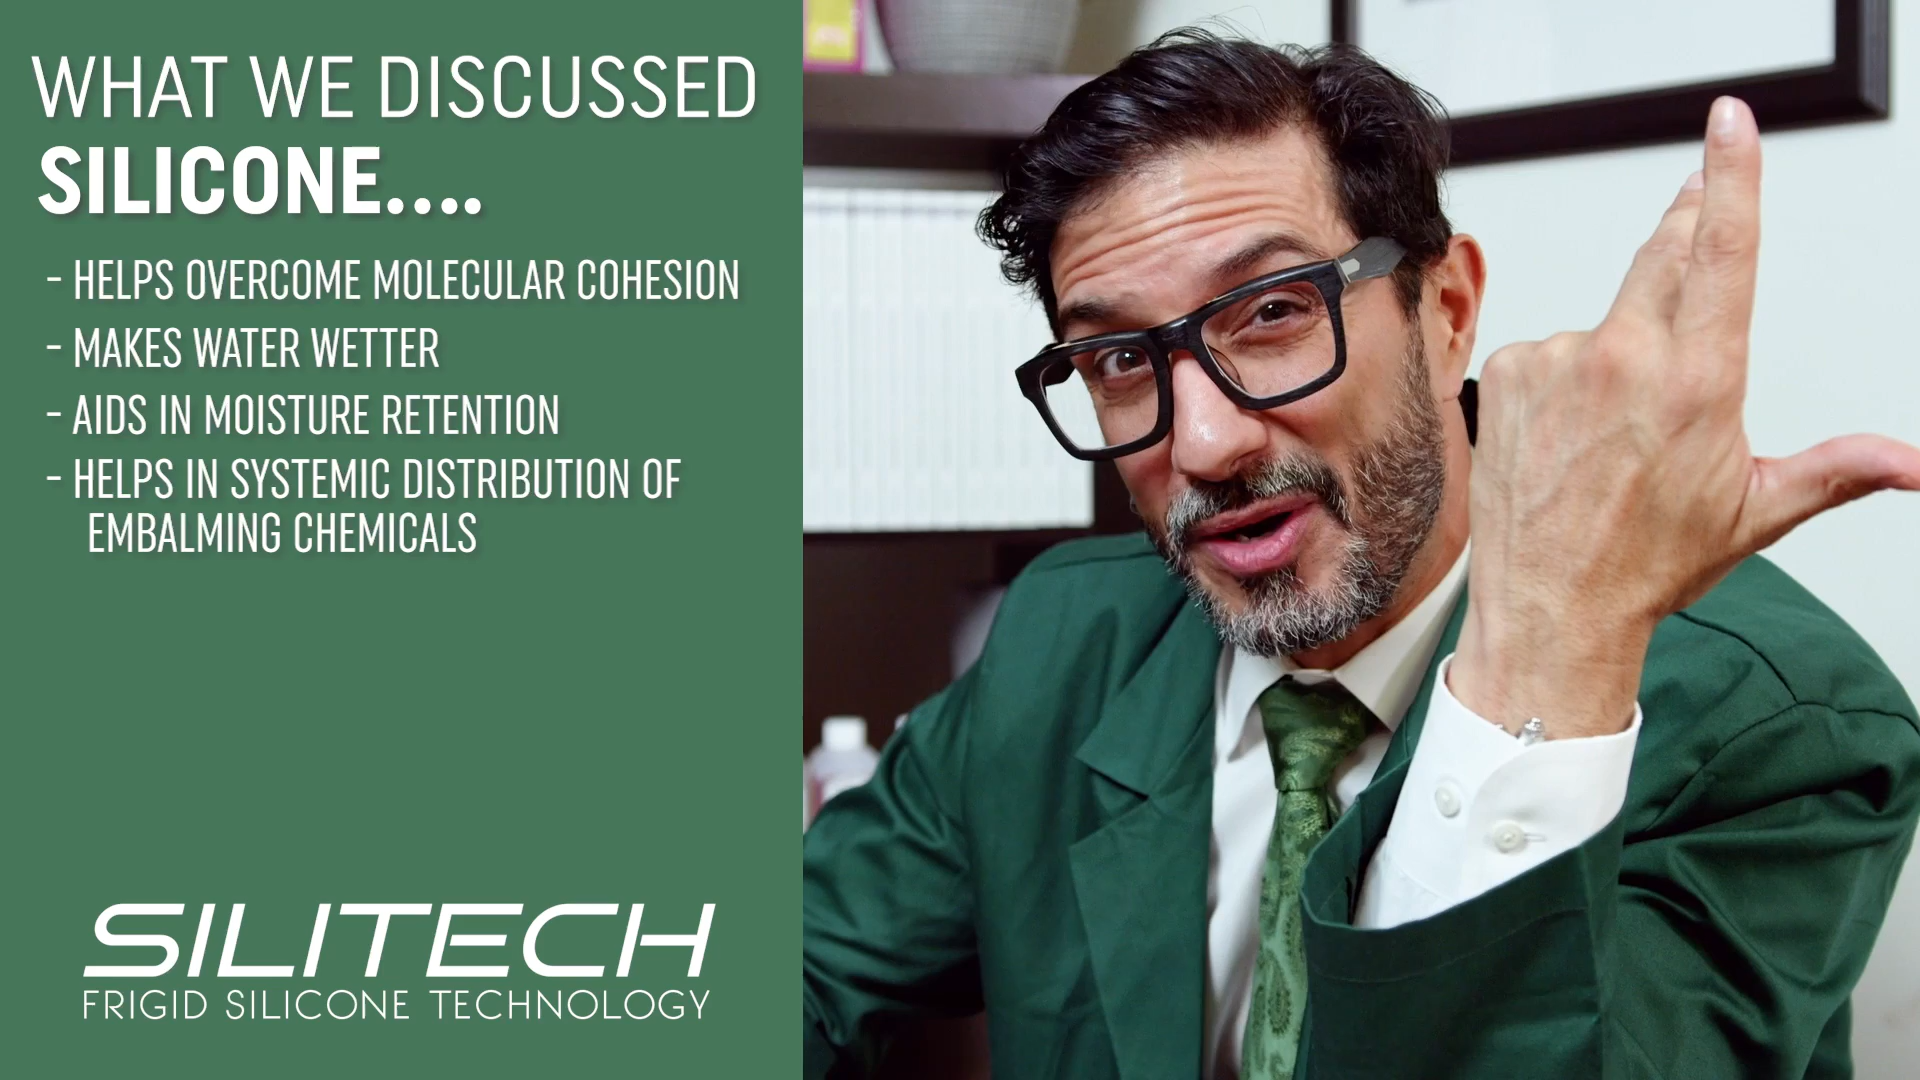 WHAT WE DISCUSSED
SILICONE....
- HELPS OVERCOME MOLECULAR COHESION
- MAKES WATER WETTER
- AIDS IN MOISTURE RETENTION
- HELPS IN SYSTEMIC DISTRIBUTION OF
EMBALMING CHEMICALS
SILITECH
FRIGID SILICONE TECHNOLOGY